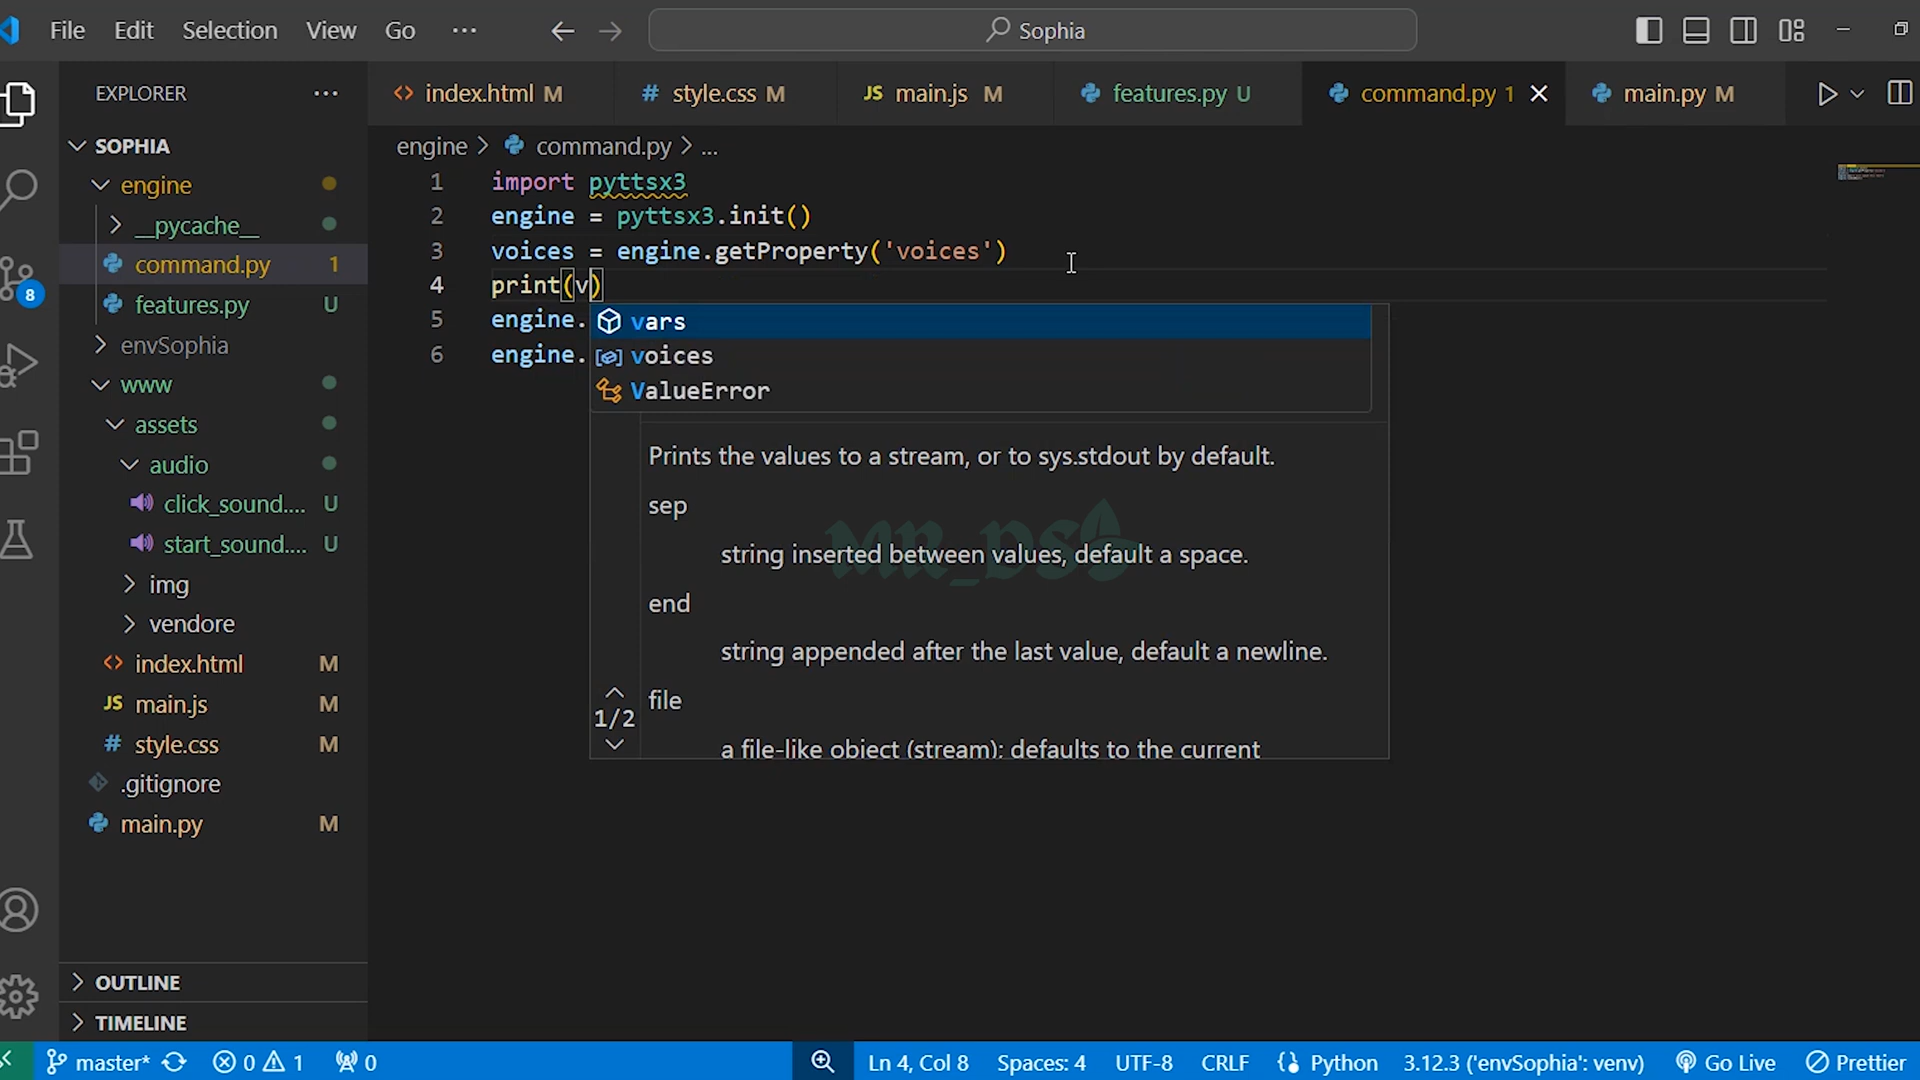 File Edit Selection View Go ... Sophia
EXPLORER ...
index.html M style.css M main.js M features.py U command.py 1 main.py M
engine > command.py > ...
SOPHIA
engine
__pycache__
command.py 1
features.py U
envSophia
www
assets
audio
click_sound.... U
start_sound.... U
img
vendore
index.html M
JS main.js M
# style.css M
.gitignore
main.py M
OUTLINE
TIMELINE
8
1 import pyttsx3
2 engine = pyttsx3.init()
3 voices = engine.getProperty('voices')
4 print(v)
5 engine.
6 engine.
vars
voices
ValueError
Prints the values to a stream, or to sys.stdout by default.
sep
string inserted between values, default a space.
MR_DS
end
string appended after the last value, default a newline.
file
1/2
a file-like object (stream); defaults to the current
master* 0 1 0 Ln 4, Col 8 Spaces: 4 UTF-8 CRLF Python 3.12.3 ('envSophia': venv) Go Live Prettier